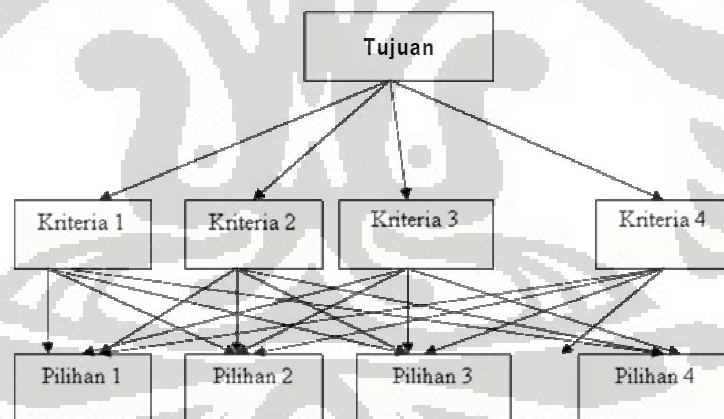 Tujuan
Kriteria 1
Kriteria 2
Kriteria 3
Kriteria 4
Pilihan 1
Pilihan 2
Pilihan 3
Pilihan 4